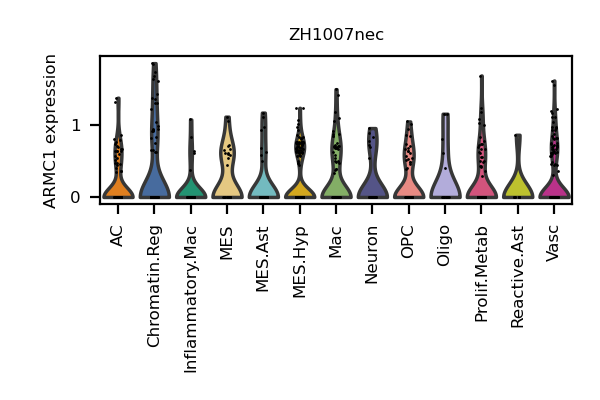 ZH1007nec
ARMC1 expression
1
0
AC
Chromatin.Reg
Inflammatory.Mac
MES
MES.Ast
MES.Hyp
Mac
Neuron
OPC
Oligo
Prolif.Metab
Reactive.Ast
Vasc